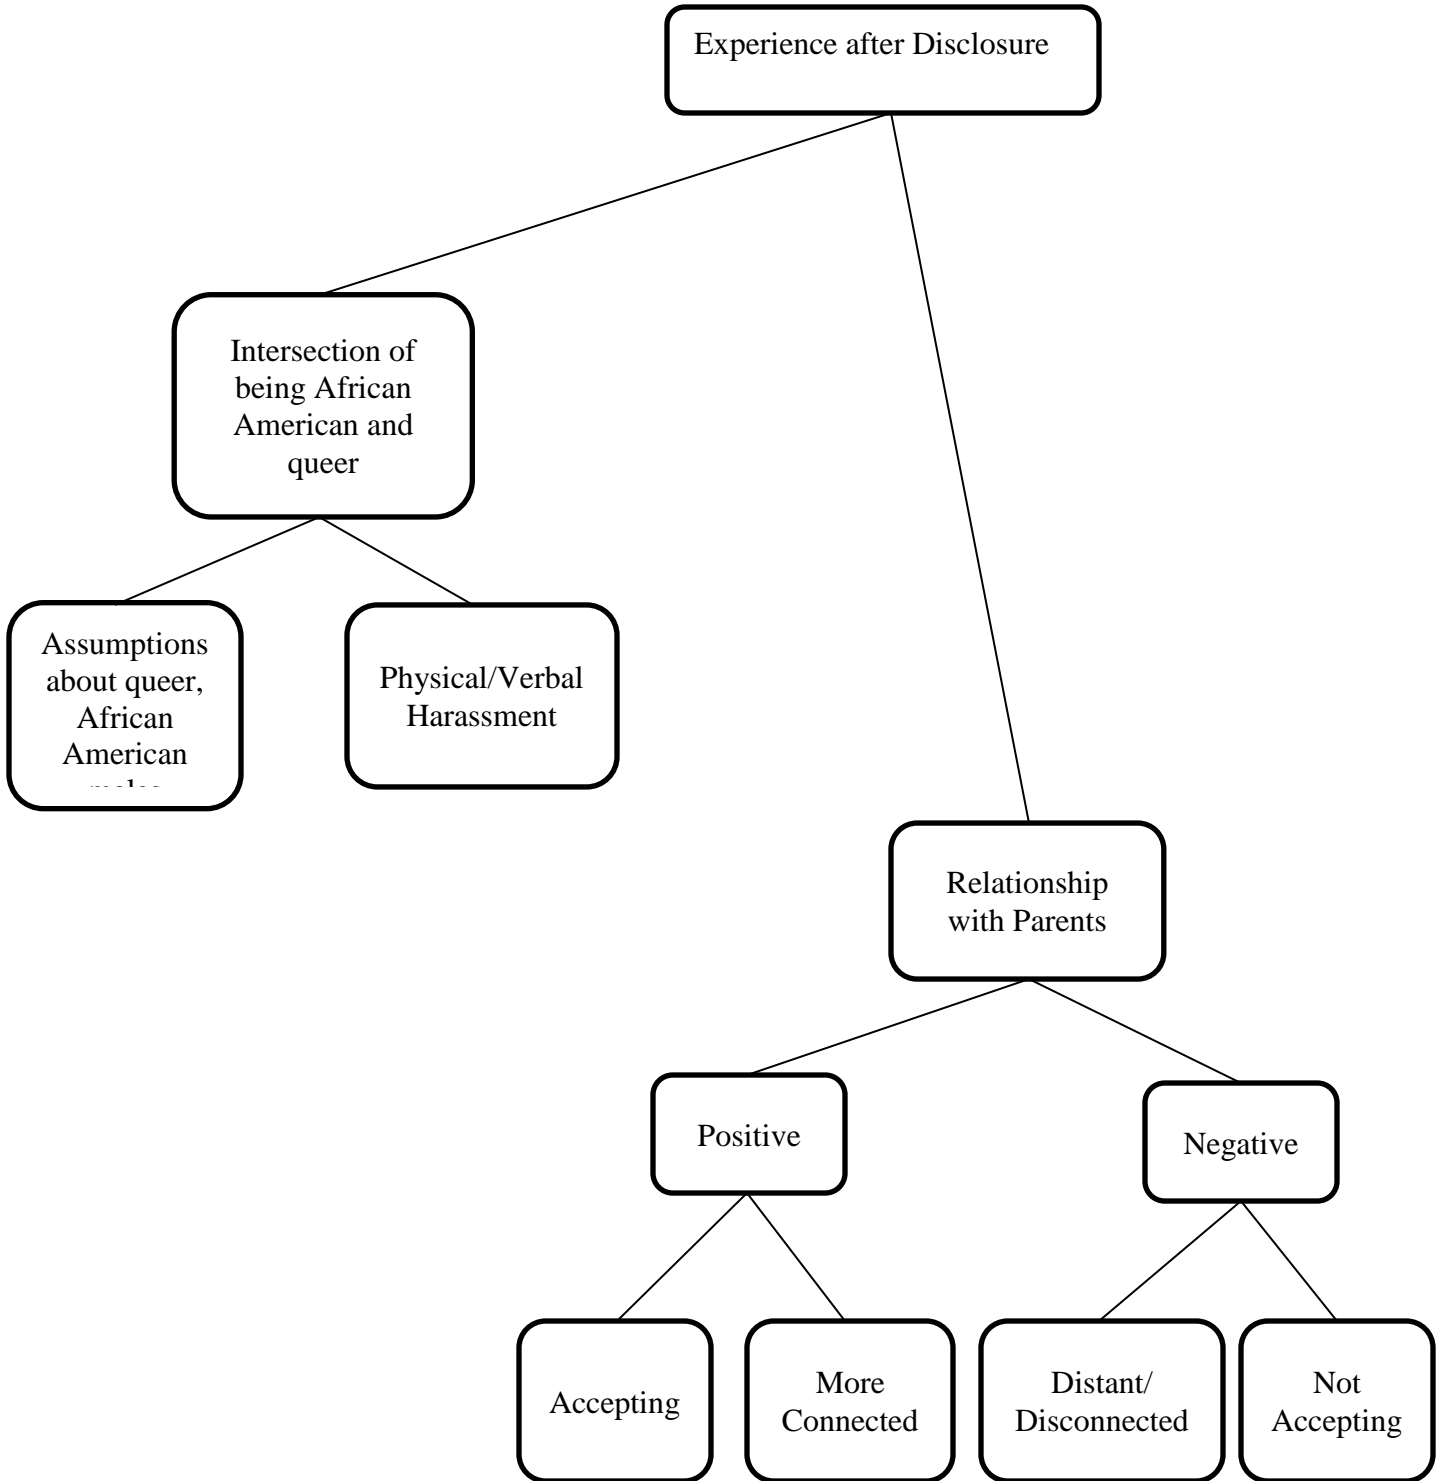 Experience after Disclosure
Intersection of
being African
American and
queer
Assumptions
about queer,
African
American
Physical/Verbal
Harassment
Relationship
with Parents
Positive
Negative
Accepting
More
Connected
Distant/
Disconnected
Not
Accepting